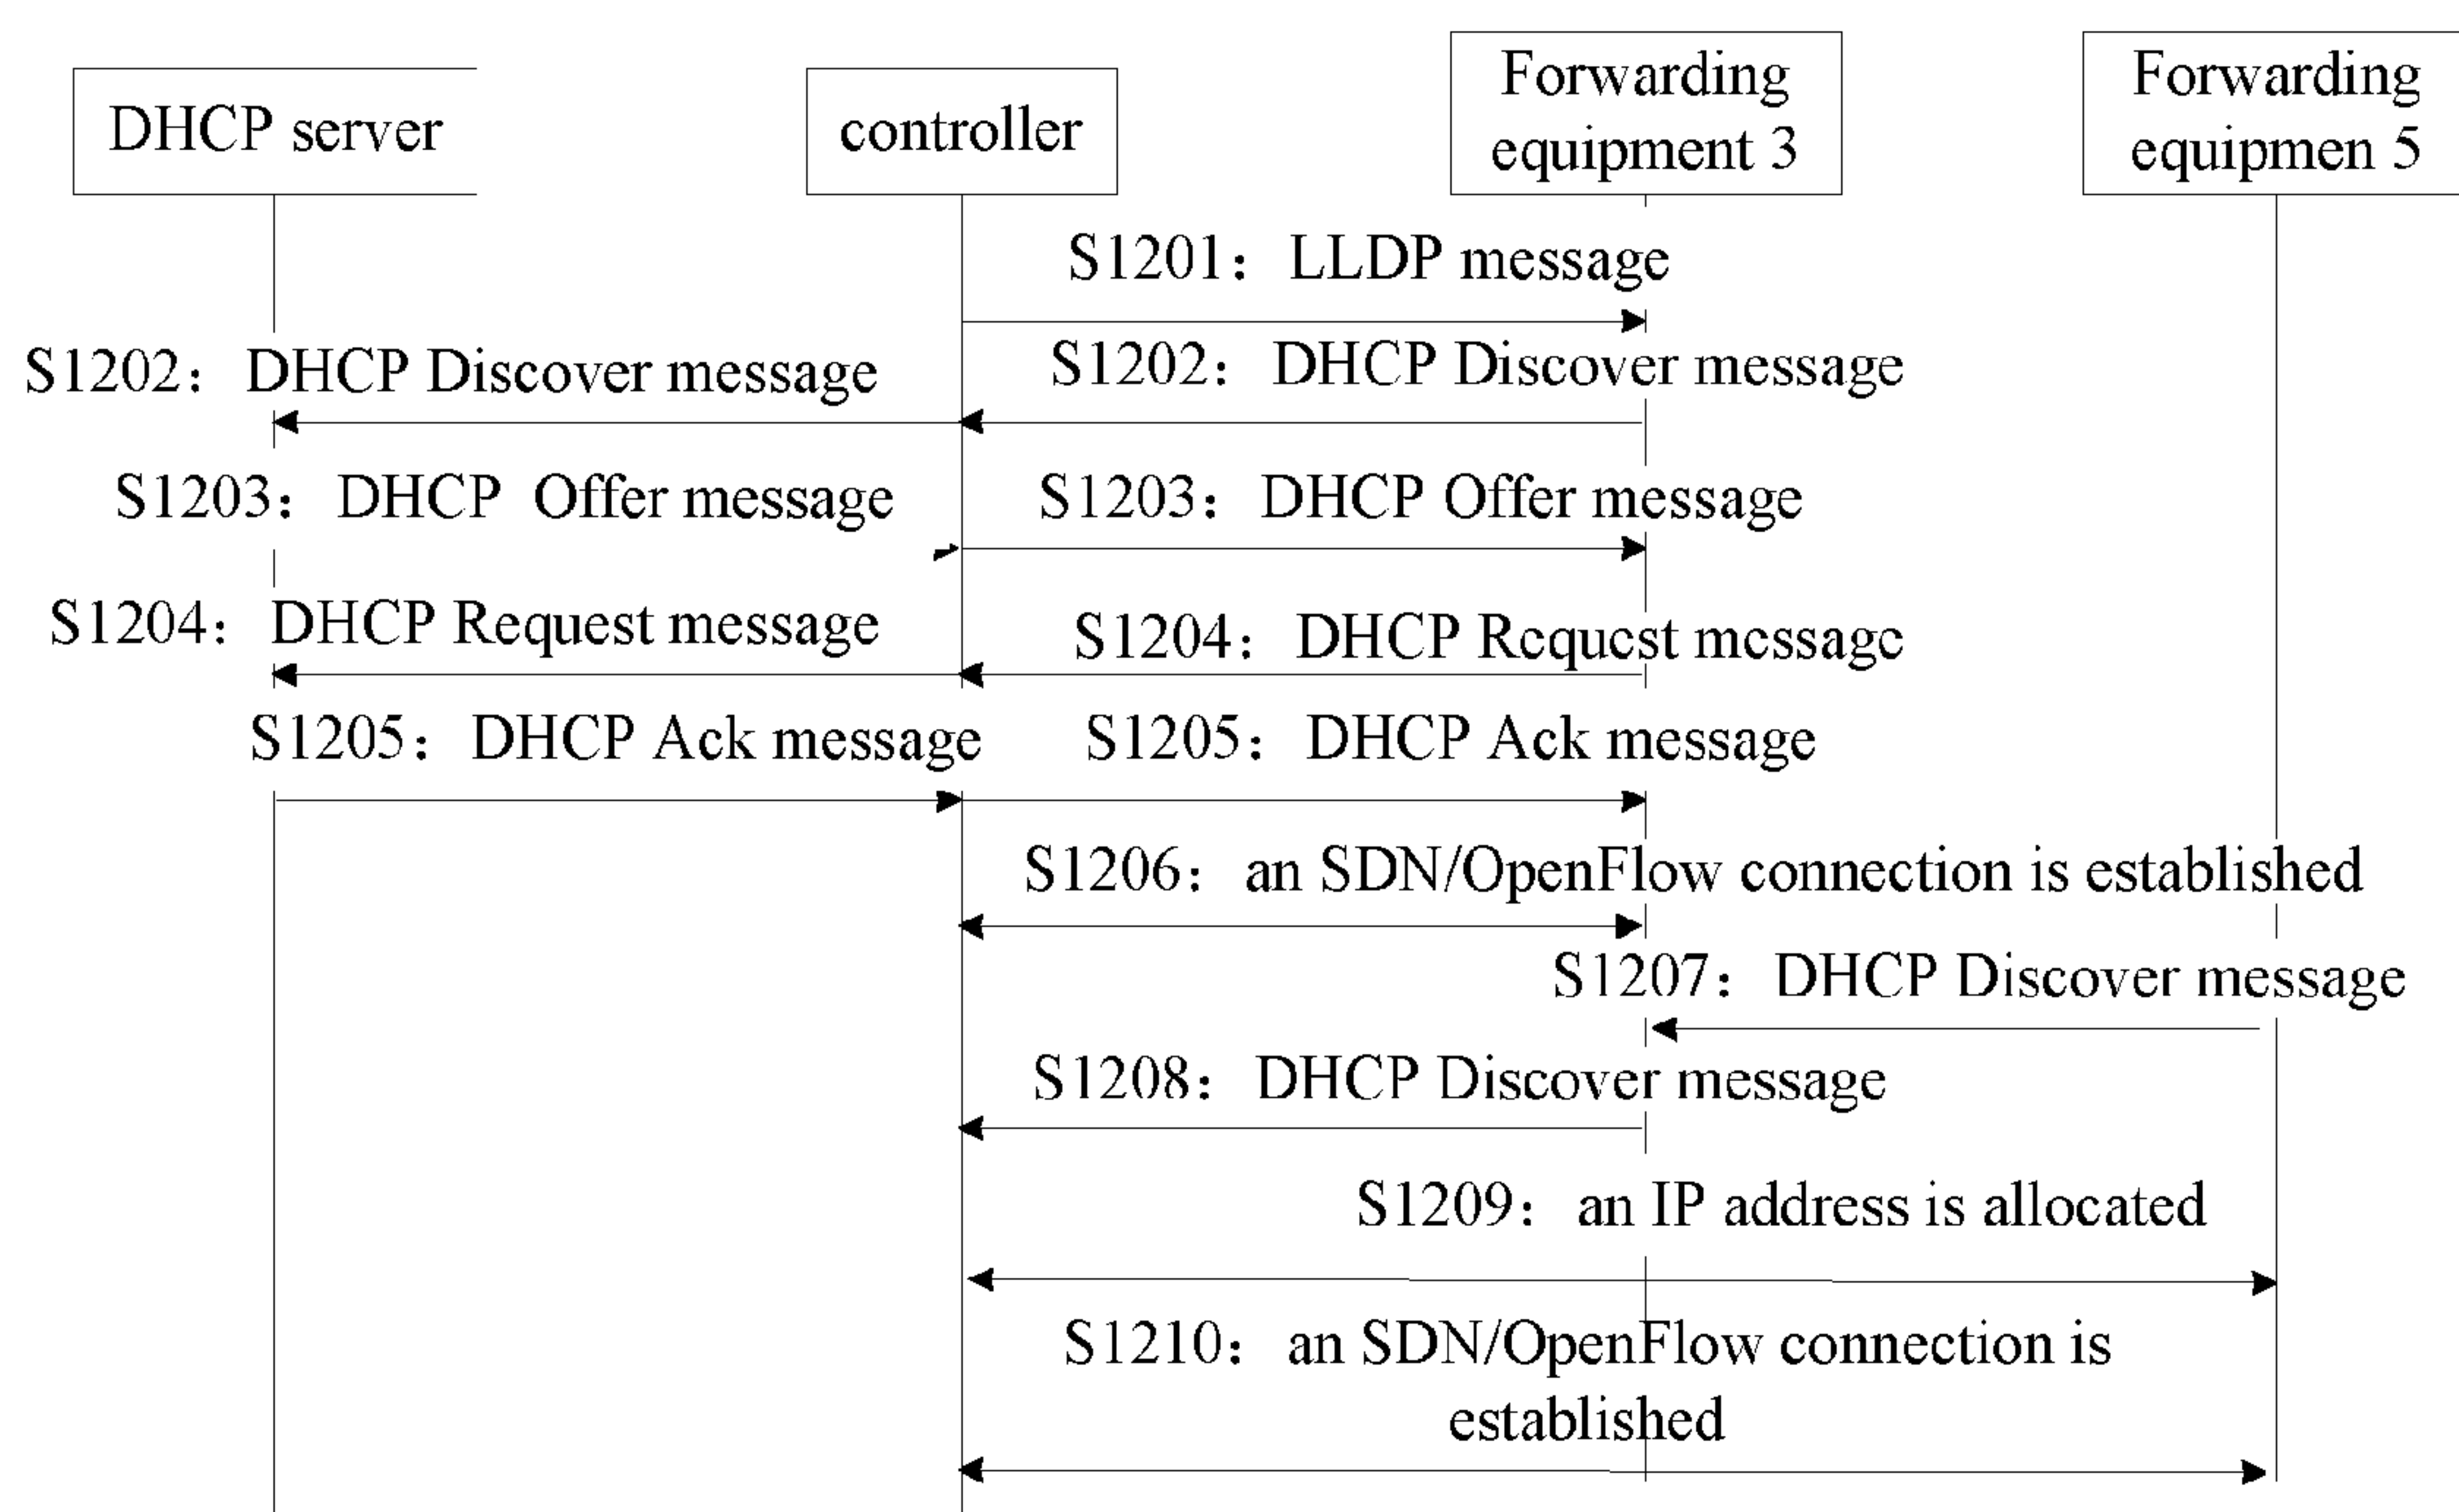 DHCP server
controller
Forwarding
equipment 3
Forwarding
equipmen 5
S1201： LLDP message
S1202： DHCP Discover message
S1202： DHCP Discover message
S1203： DHCP Offer message
S1203： DHCP Offer message
S1204： DHCP Request message
S1204： DHCP Request message
S1205： DHCP Ack message
S1205： DHCP Ack message
S1206： an SDN/OpenFlow connection is established
S1207： DHCP Discover message
S1208： DHCP Discover message
S1209： an IP address is allocated
S1210： an SDN/OpenFlow connection is
established